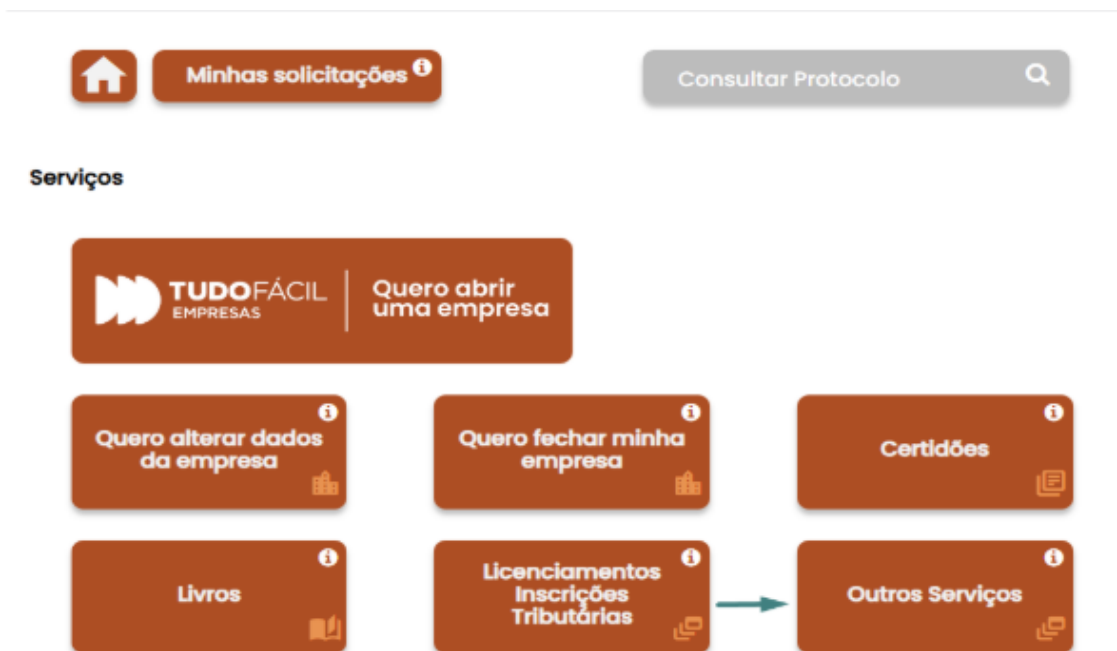 Minhas solicitações
Consultar Protocolo
Serviços
TUDOFÁCIL
EMPRESAS
Quero abrir
uma empresa
Quero alterar dados
da empresa
Quero fechar minha
empresa
Certidões
Livros
Licenciamentos
Inscrições
Tributárias
Outros Serviços